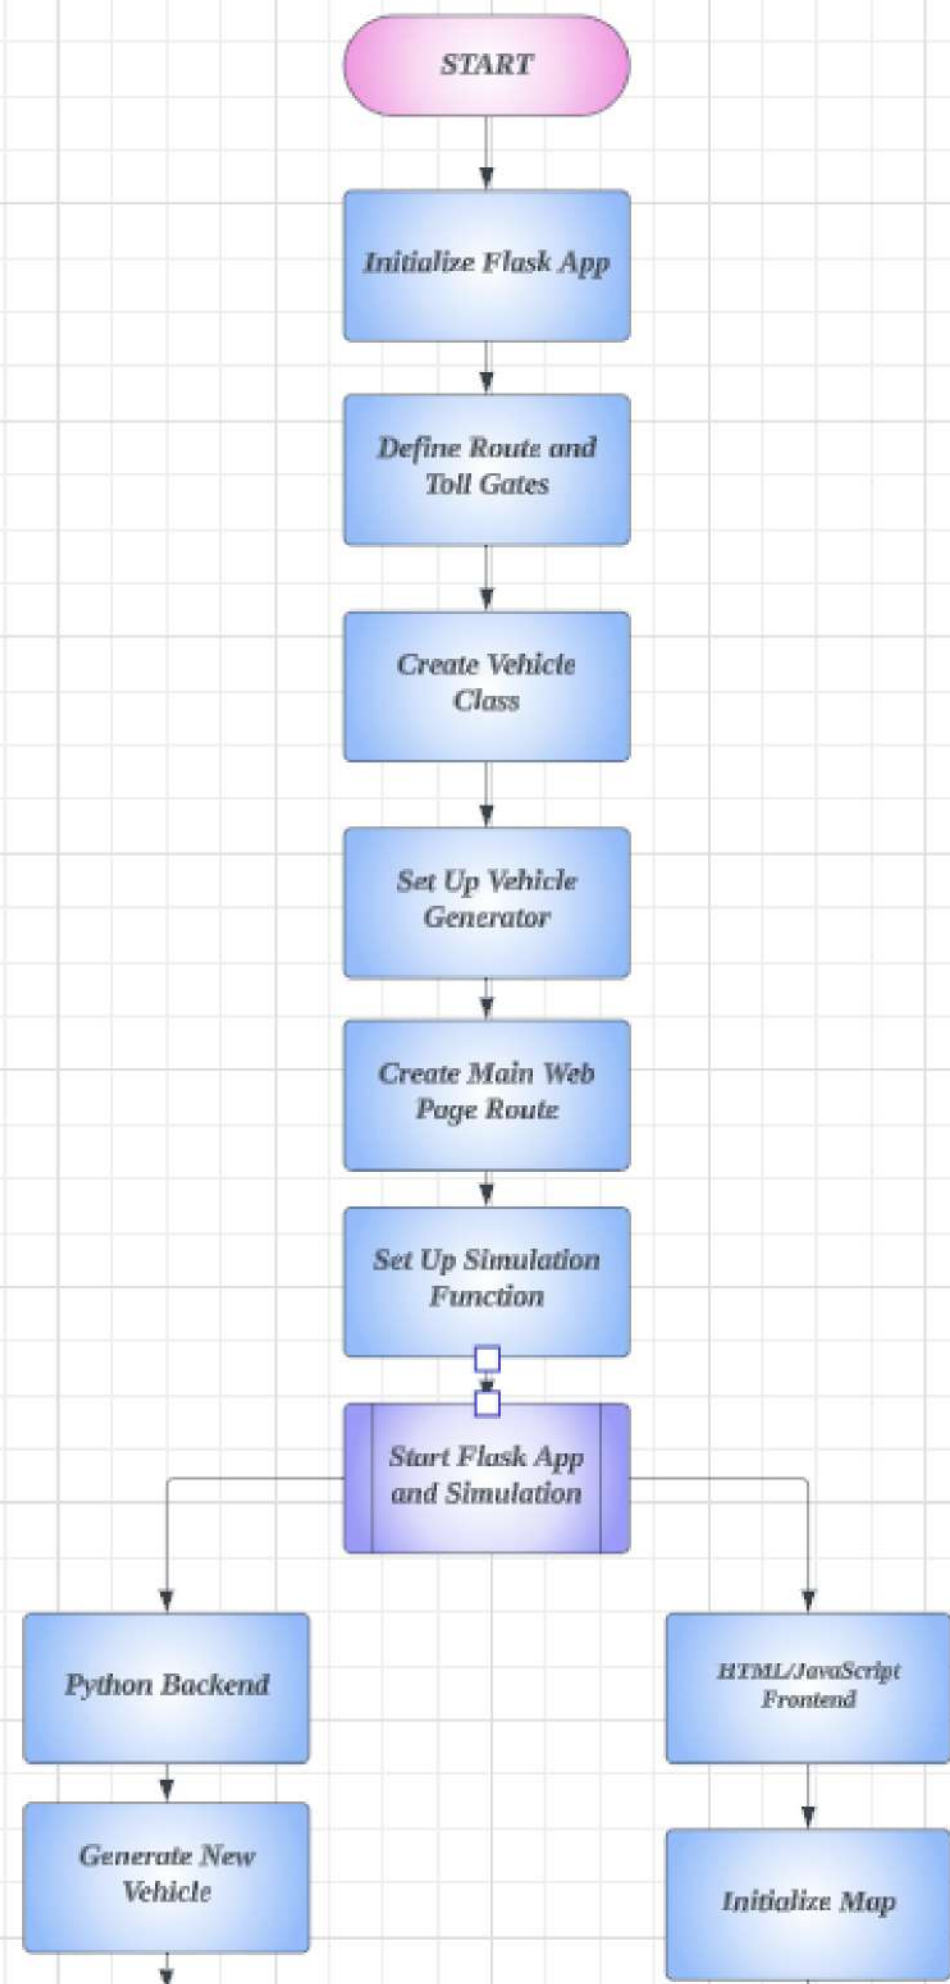 START
Initialize Flask App
Define Route and
Toll Gates
Create Vehicle
Class
Set Up Vehicle
Generator
Create Main Web
Page Route
Set Up Simulation
Function
Start Flask App
and Simulation
Python Backend
HTML/JavaScript
Frontend
Generate New
Vehicle
Initialize Map